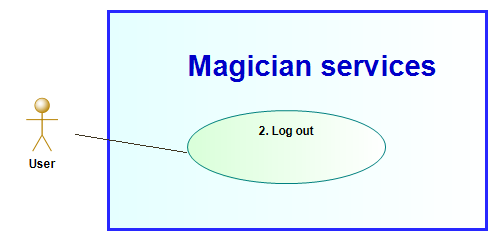 Magician services
2. Log out
User